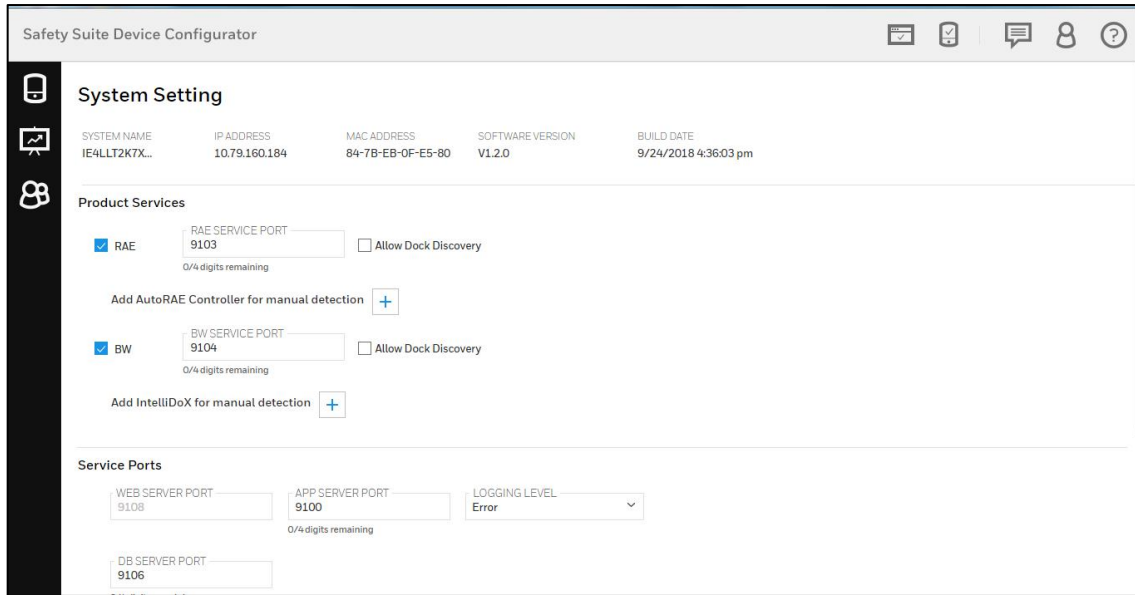 Safety Suite Device Configurator
System Setting
SYSTEM NAME IP ADDRESS MAC ADDRESS SOFTWARE VERSION BUILD DATE
IE4LLT2K7X... 10.79.160.184 84-7B-EB-0F-E5-80 V1.2.0 9/24/2018 4:36:03 pm
Product Services
RAE SERVICE PORT
RAE 9103 Allow Dock Discovery
0/4 digits remaining
Add AutoRAE Controller for manual detection +
BW SERVICE PORT
BW 9104 Allow Dock Discovery
0/4 digits remaining
Add IntelliDoX for manual detection +
Service Ports
WEB SERVER PORT APP SERVER PORT LOGGING LEVEL
9108 9100 Error
0/4 digits remaining
DB SERVER PORT
9106